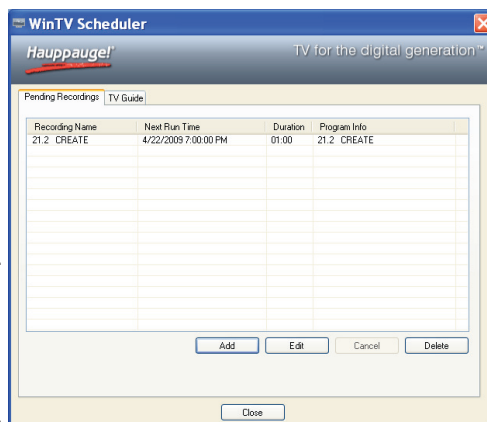 WinTV Scheduler
Hauppauge!
TV for the digital generation™
Pending Recordings TV Guide
Recording Name Next Run Time Duration Program Info
21.2 CREATE 4/22/2009 7:00:00 PM 01:00 21.2 CREATE
Add Edit Cancel Delete
Close